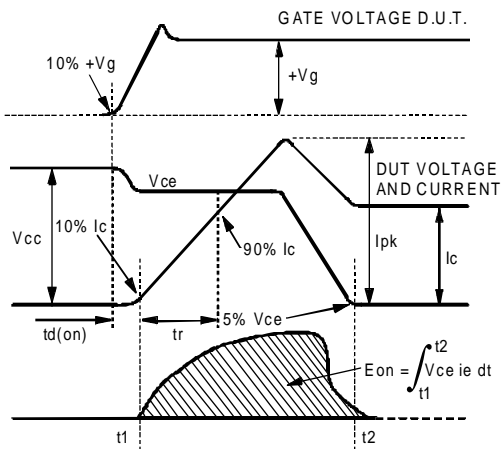 GATE VOLTAGE D.U.T.
10% +Vg
+Vg
DUT VOLTAGE
AND CURRENT
Vce
10% Ic
Vcc
90% Ic
Ipk
Ic
td(on)
tr
5% Vce
Eon = ∫ Vce ie dt
t2
t1
t1
t2